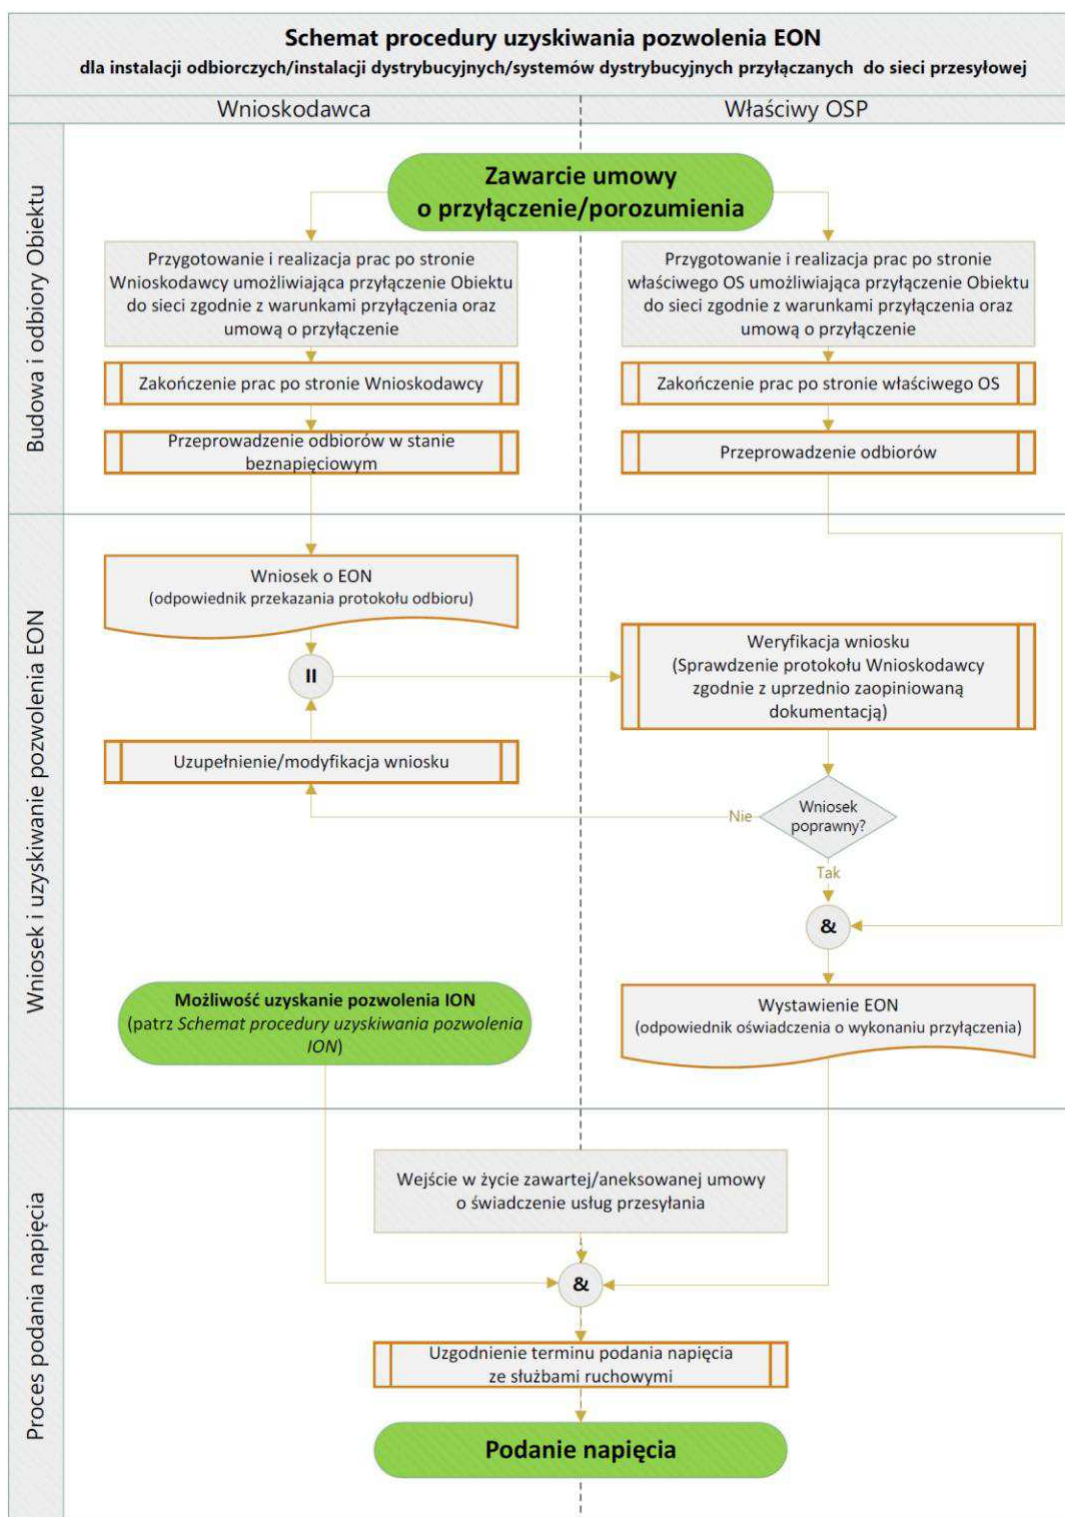 Schemat procedury uzyskiwania pozwolenia EON
dla instalacji odbiorczych/instalacji dystrybucyjnych/systemów dystrybucyjnych przyłączanych do sieci przesyłowej
Wnioskodawca
Właściwy OSP
Budowa i odbiory Obiektu
Zawarcie umowy
o przyłączenie/porozumienia
Przygotowanie i realizacja prac po stronie
Wnioskodawcy umożliwiająca przyłączenie Obiektu
do sieci zgodnie z warunkami przyłączenia oraz
umową o przyłączenie
Przygotowanie i realizacja prac po stronie
właściwego OS umożliwiająca przyłączenie Obiektu
do sieci zgodnie z warunkami przyłączenia oraz
umową o przyłączenie
Zakończenie prac po stronie Wnioskodawcy
Zakończenie prac po stronie właściwego OS
Przeprowadzenie odbiorów w stanie
beznapięciowym
Przeprowadzenie odbiorów
Wniosek i uzyskiwanie pozwolenia EON
Wniosek o EON
(odpowiednik przekazania protokołu odbioru)
II
Weryfikacja wniosku
(Sprawdzenie protokołu Wnioskodawcy
zgodnie z uprzednio zaopiniowaną
dokumentacją)
Uzupełnienie/modyfikacja wniosku
Nie
Wniosek
poprawny?
Tak
&
Możliwość uzyskanie pozwolenia ION
(patrz Schemat procedury uzyskiwania pozwolenia
ION)
Wystawienie EON
(odpowiednik oświadczenia o wykonaniu przyłączenia)
Proces podania napięcia
Wejście w życie zawartej/aneksowanej umowy
o świadczenie usług przesyłania
&
Uzgodnienie terminu podania napięcia
ze służbami ruchowymi
Podanie napięcia